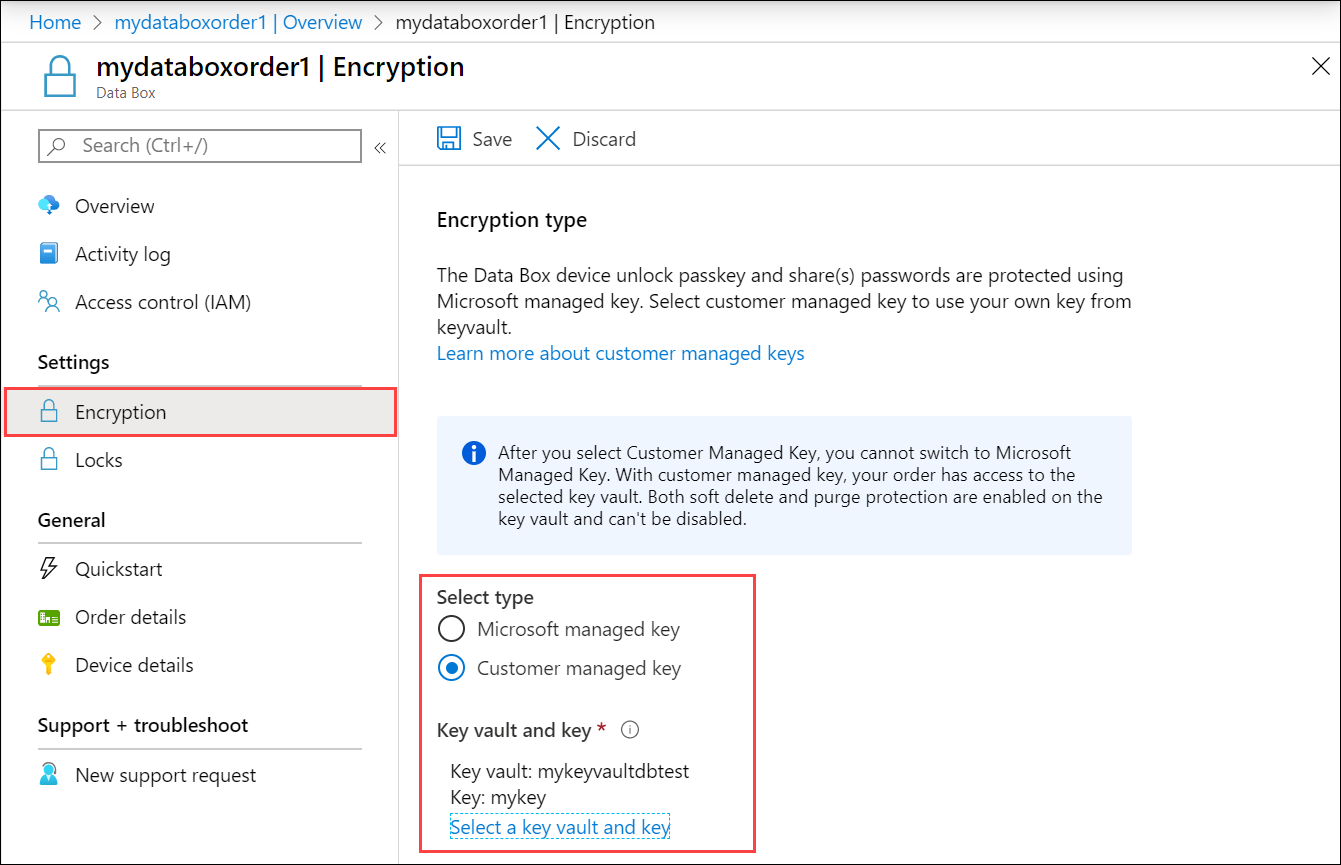 Home > mydataboxorder1 | Overview > mydataboxorder1 | Encryption
mydataboxorder1 | Encryption
Data Box
Search (Ctrl+/)
«
Overview
Activity log
Access control (IAM)
Settings
Encryption
Locks
General
Quickstart
Order details
Device details
Support + troubleshoot
New support request
Save
Discard
Encryption type
The Data Box device unlock passkey and share(s) passwords are protected using
Microsoft managed key. Select customer managed key to use your own key from
keyvault.
Learn more about customer managed keys
After you select Customer Managed Key, you cannot switch to Microsoft
Managed Key. With customer managed key, your order has access to the
selected key vault. Both soft delete and purge protection are enabled on the
key vault and can't be disabled.
Select type
Microsoft managed key
Customer managed key
Key vault and key *
Key vault: mykeyvaultdbtest
Key: mykey
Select a key vault and key